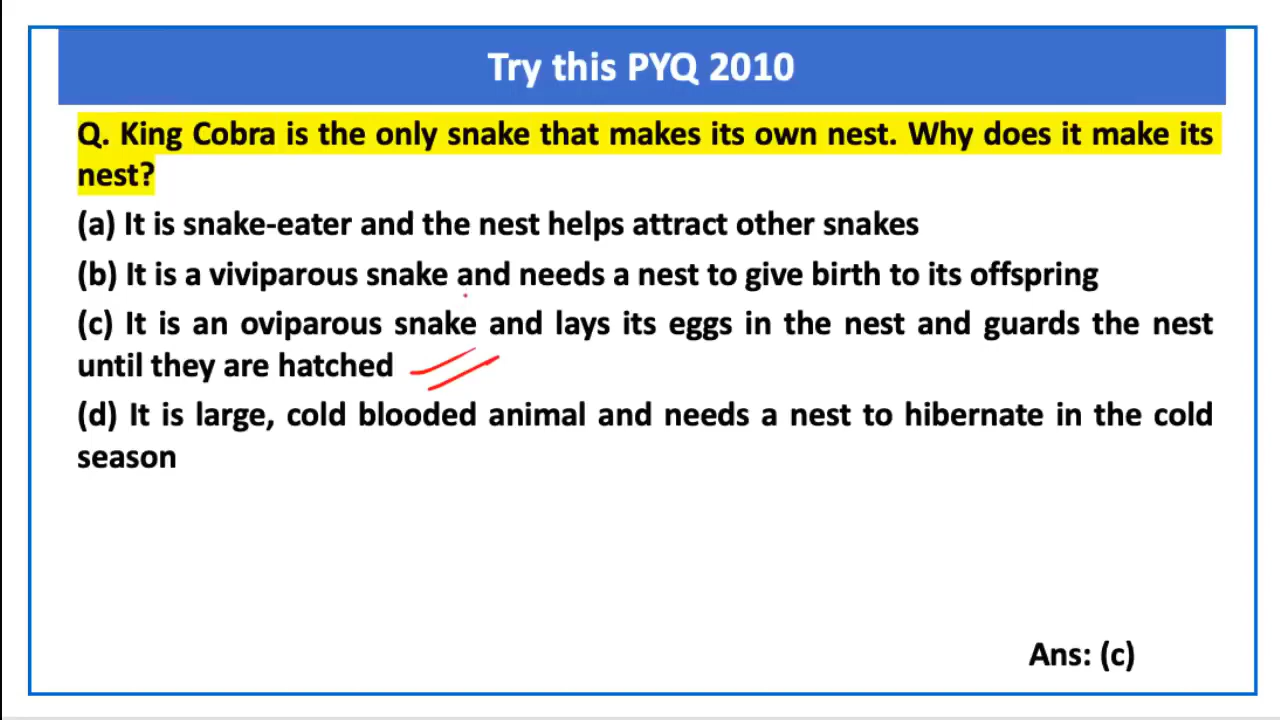 Try this PYQ 2010
Q. King Cobra is the only snake that makes its own nest. Why does it make its
nest?
(a) It is snake-eater and the nest helps attract other snakes
(b) It is a viviparous snake and needs a nest to give birth to its offspring
(c) It is an oviparous snake and lays its eggs in the nest and guards the nest
until they are hatched
(d) It is large, cold blooded animal and needs a nest to hibernate in the cold
season
Ans: (c)